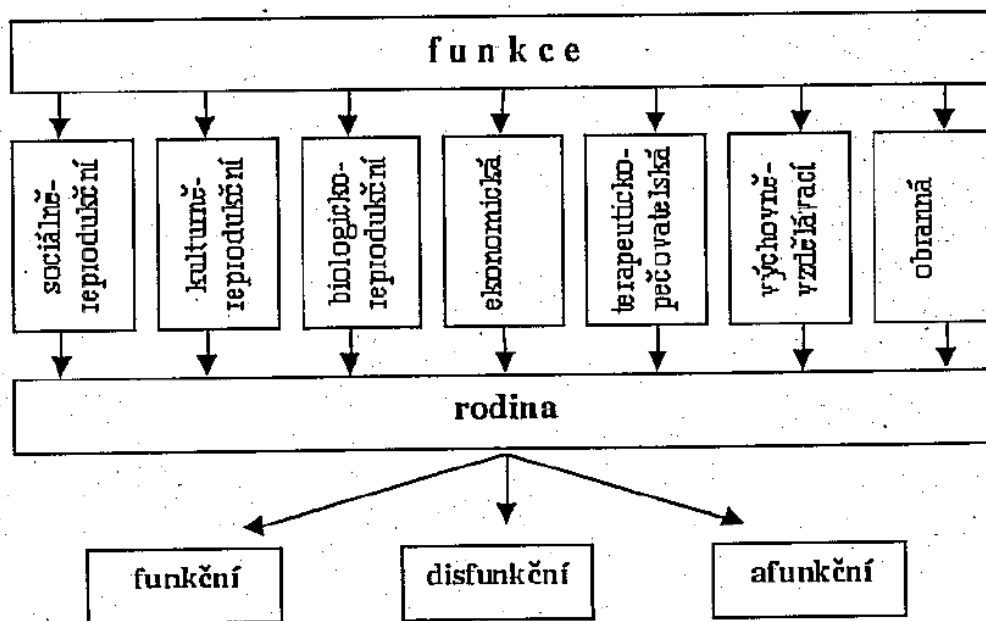 funkce
sociálně-
reprodukční
kulturně-
reprodukční
biologicko-
reprodukční
ekonomická
terapeuticko-
pečovatelská
výchovně-
vzdělávací
obranná
rodina
funkční
disfunkční
afunkční